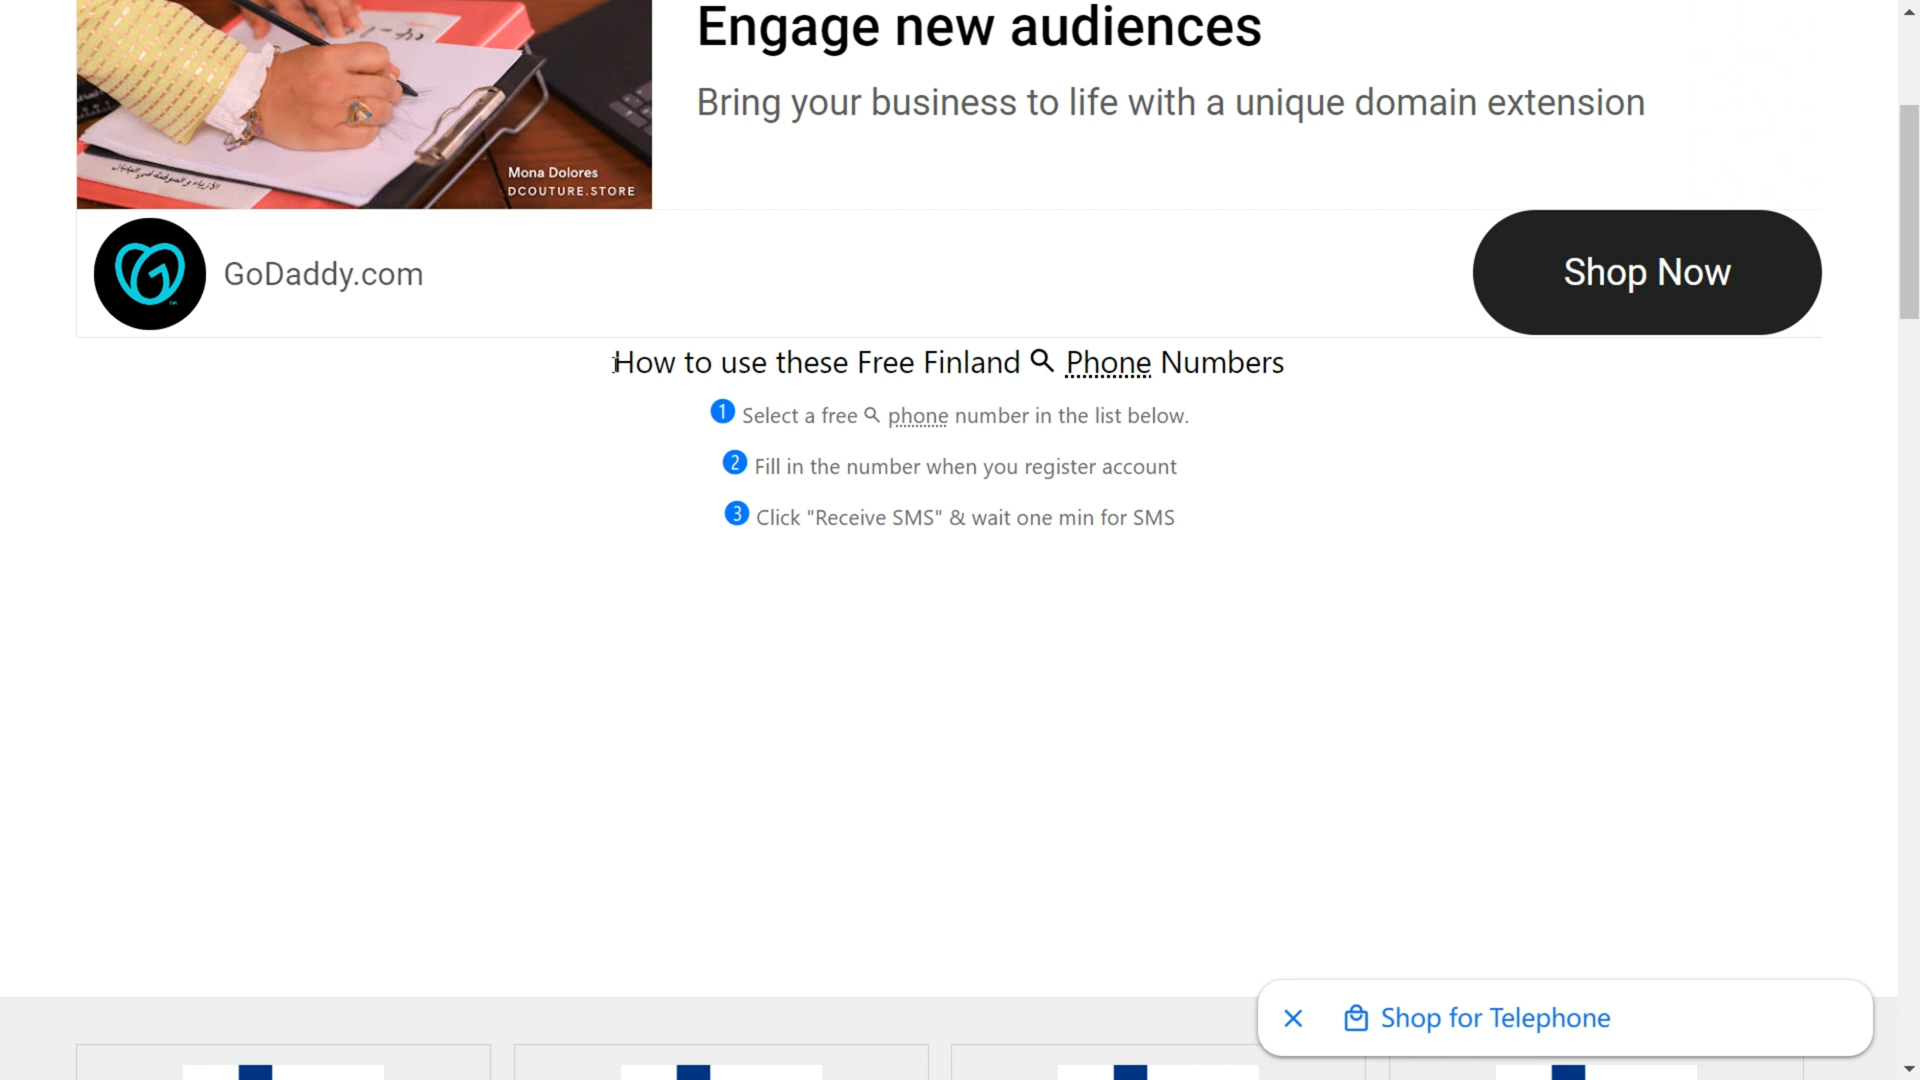 Engage new audiences
Bring your business to life with a unique domain extension
Mona Dolores
DCOUTURE.STORE
GoDaddy.com
Shop Now
How to use these Free Finland Phone Numbers
1 Select a free phone number in the list below.
2 Fill in the number when you register account
3 Click "Receive SMS" & wait one min for SMS
Shop for Telephone